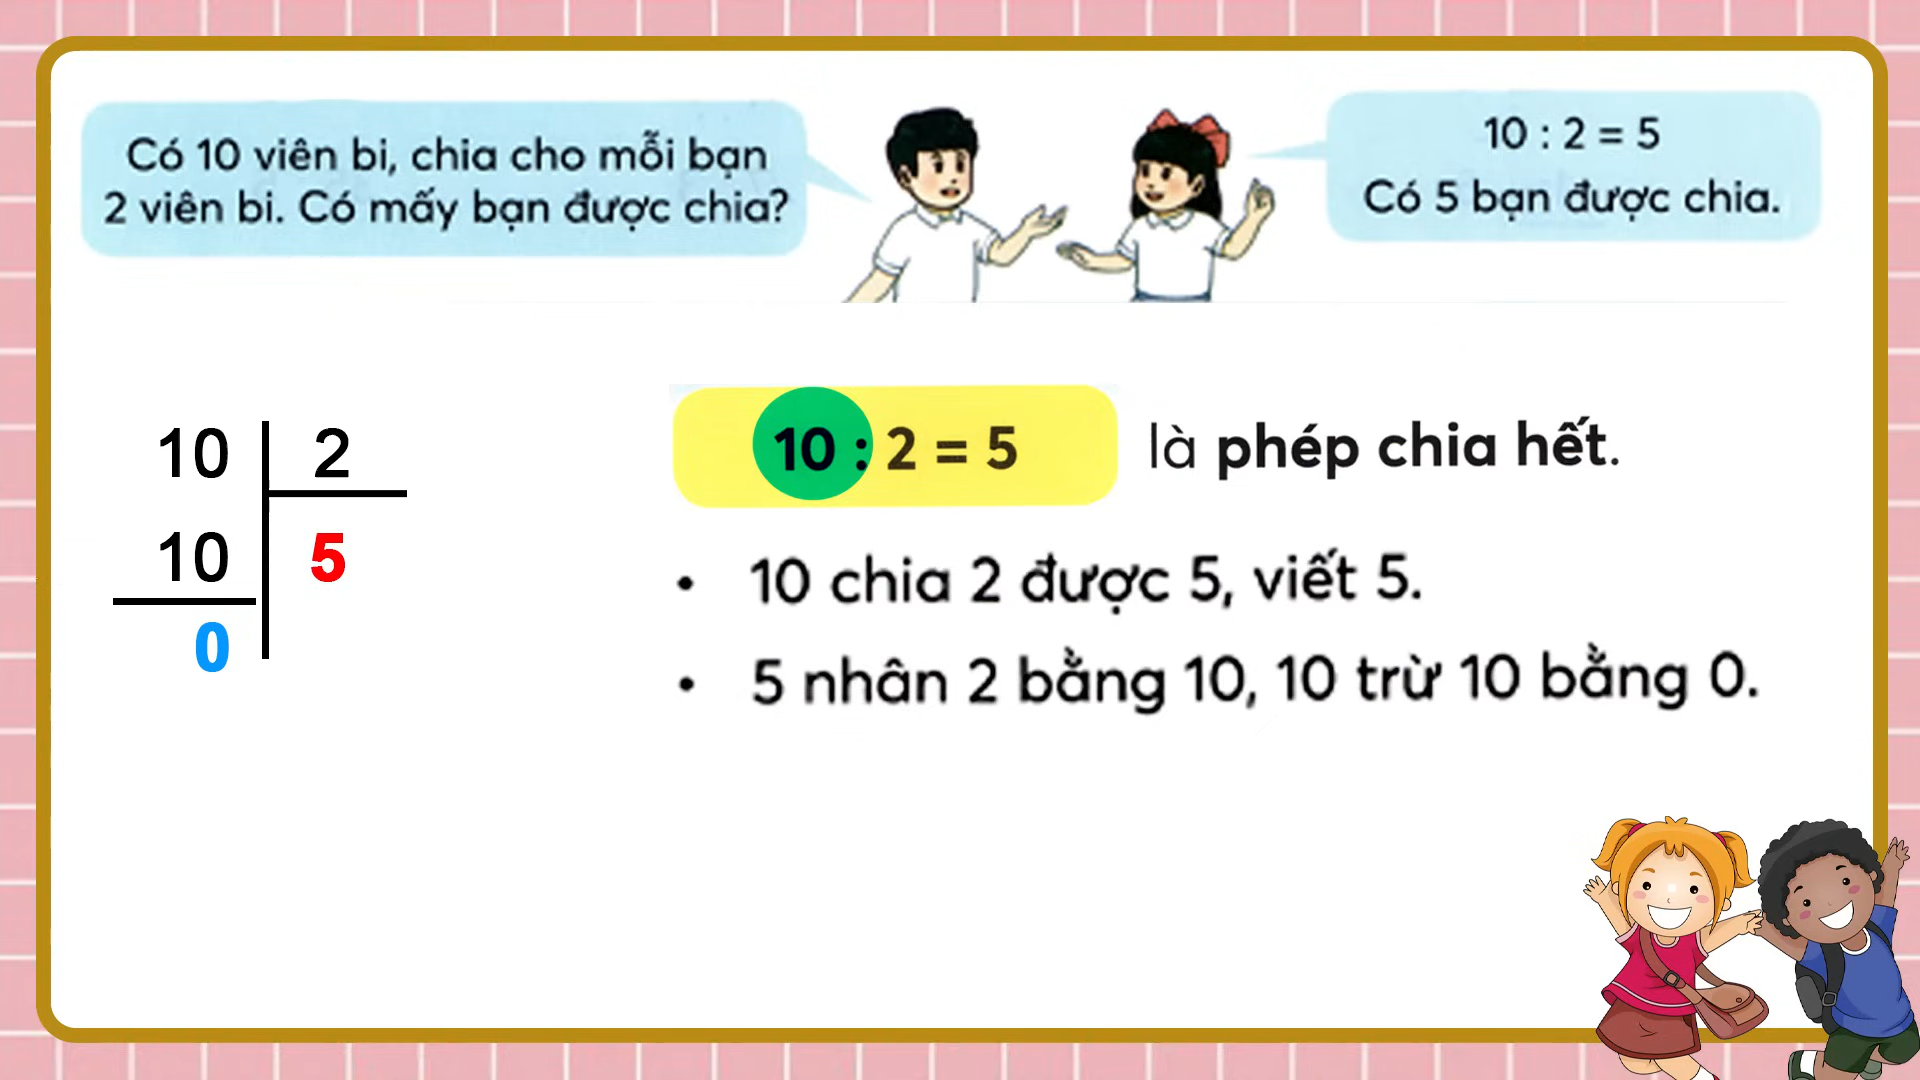 Có 10 viên bi, chia cho mỗi bạn
2 viên bi. Có mấy bạn được chia?
10 : 2 = 5
Có 5 bạn được chia.
10 2
10 5
0
10 : 2 = 5 là phép chia hết.
• 10 chia 2 được 5, viết 5.
• 5 nhân 2 bằng 10, 10 trừ 10 bằng 0.